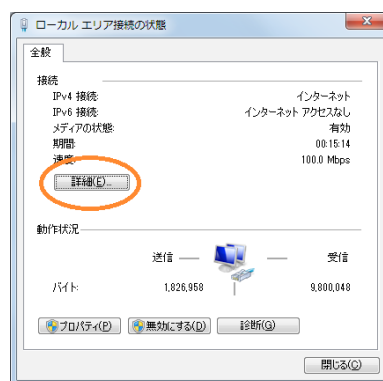 ローカル エリア接続の状態
全般
接続
IPv4 接続: インターネット
IPv6 接続: インターネット アクセスなし
メディアの状態: 有効
期間: 00:15:14
速度: 100.0 Mbps
詳細(E)...
動作状況
送信 受信
バイト: 1,826,958 9,800,048
プロパティ(P) 無効にする(D) 診断(G)
閉じる(C)